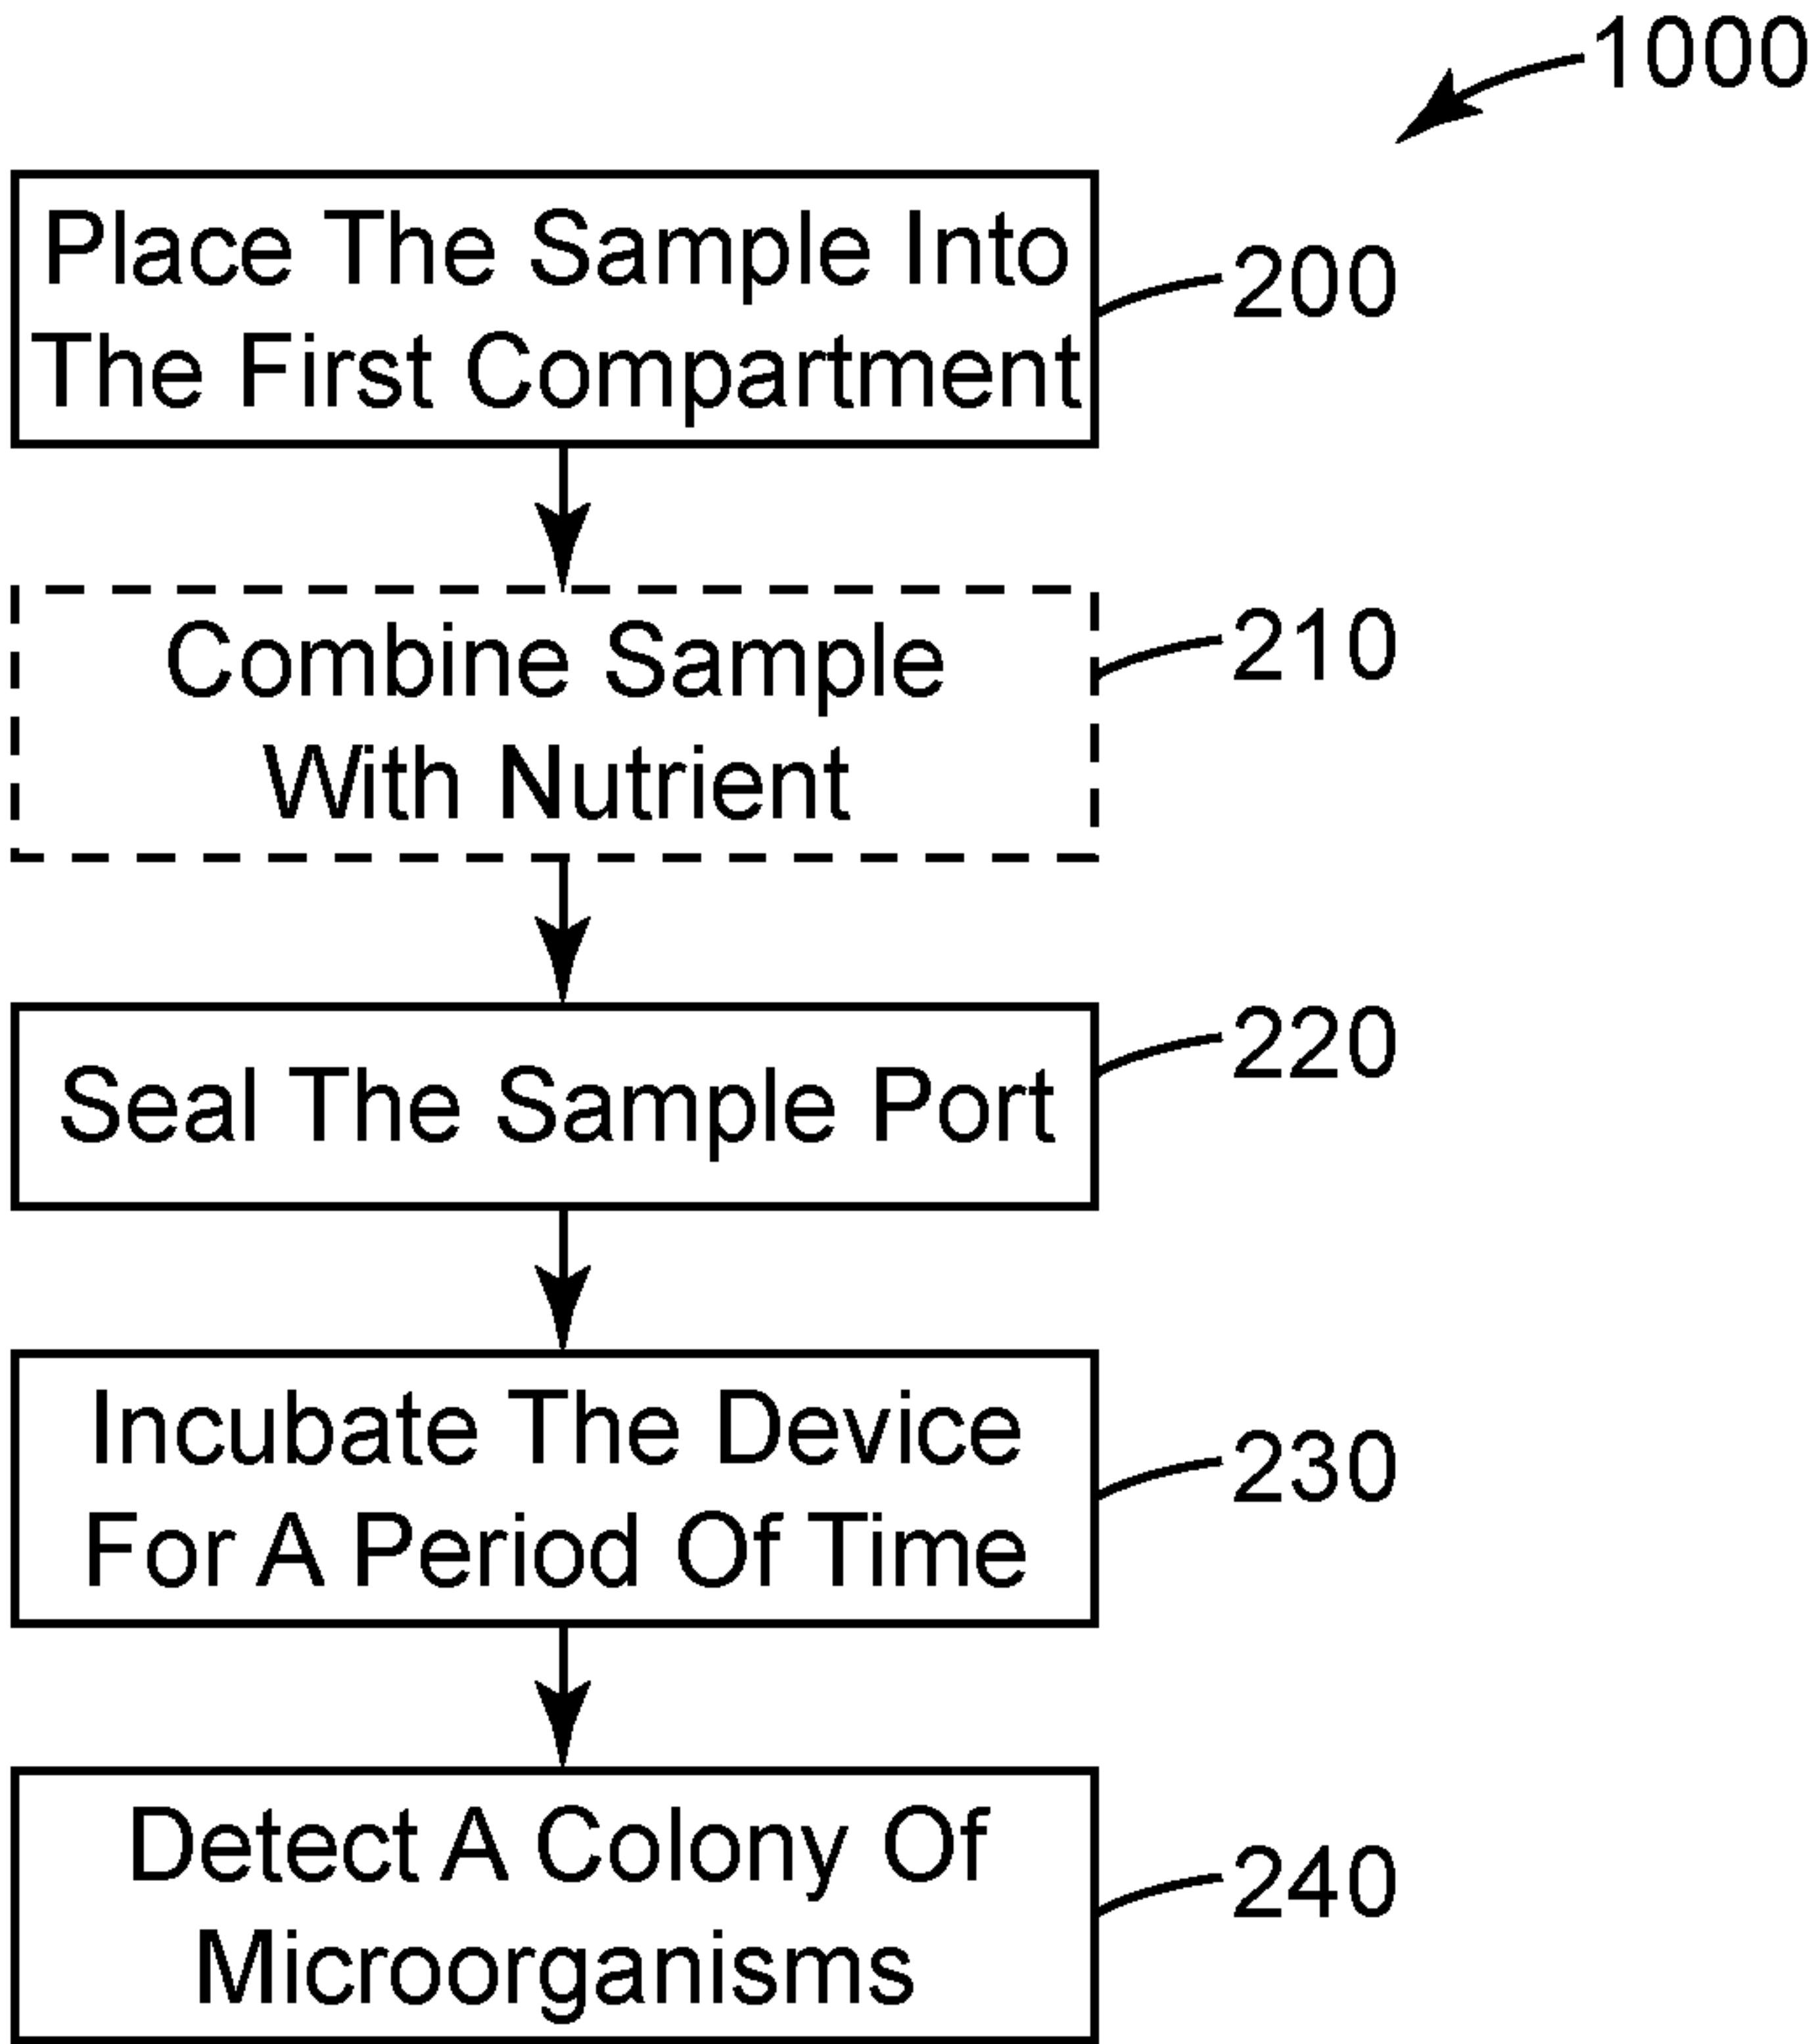 1000
Place The Sample Into
The First Compartment
200
Combine Sample
With Nutrient
210
Seal The Sample Port
220
Incubate The Device
For A Period Of Time
230
Detect A Colony Of
Microorganisms
240